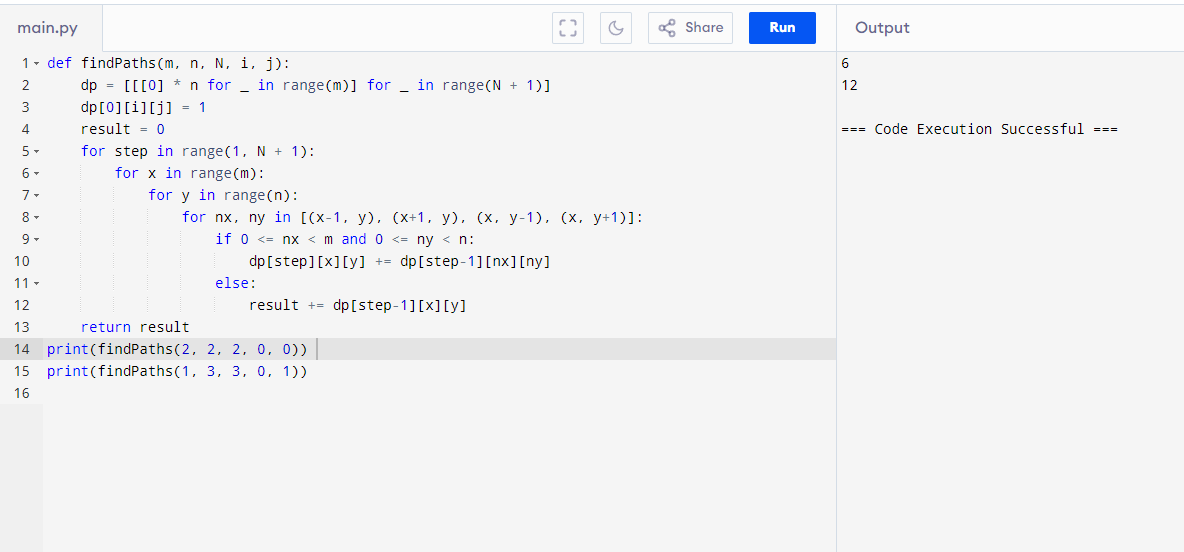 main.py
Share
Run
Output
1 def findPaths(m, n, N, i, j):
2     dp = [[[0] * n for _ in range(m)] for _ in range(N + 1)]
3     dp[0][i][j] = 1
4     result = 0
5     for step in range(1, N + 1):
6         for x in range(m):
7             for y in range(n):
8                 for nx, ny in [(x-1, y), (x+1, y), (x, y-1), (x, y+1)]:
9                     if 0 <= nx < m and 0 <= ny < n:
10                         dp[step][x][y] += dp[step-1][nx][ny]
11                     else:
12                         result += dp[step-1][x][y]
13     return result
14 print(findPaths(2, 2, 2, 0, 0))
15 print(findPaths(1, 3, 3, 0, 1))
16
6
12
=== Code Execution Successful ===